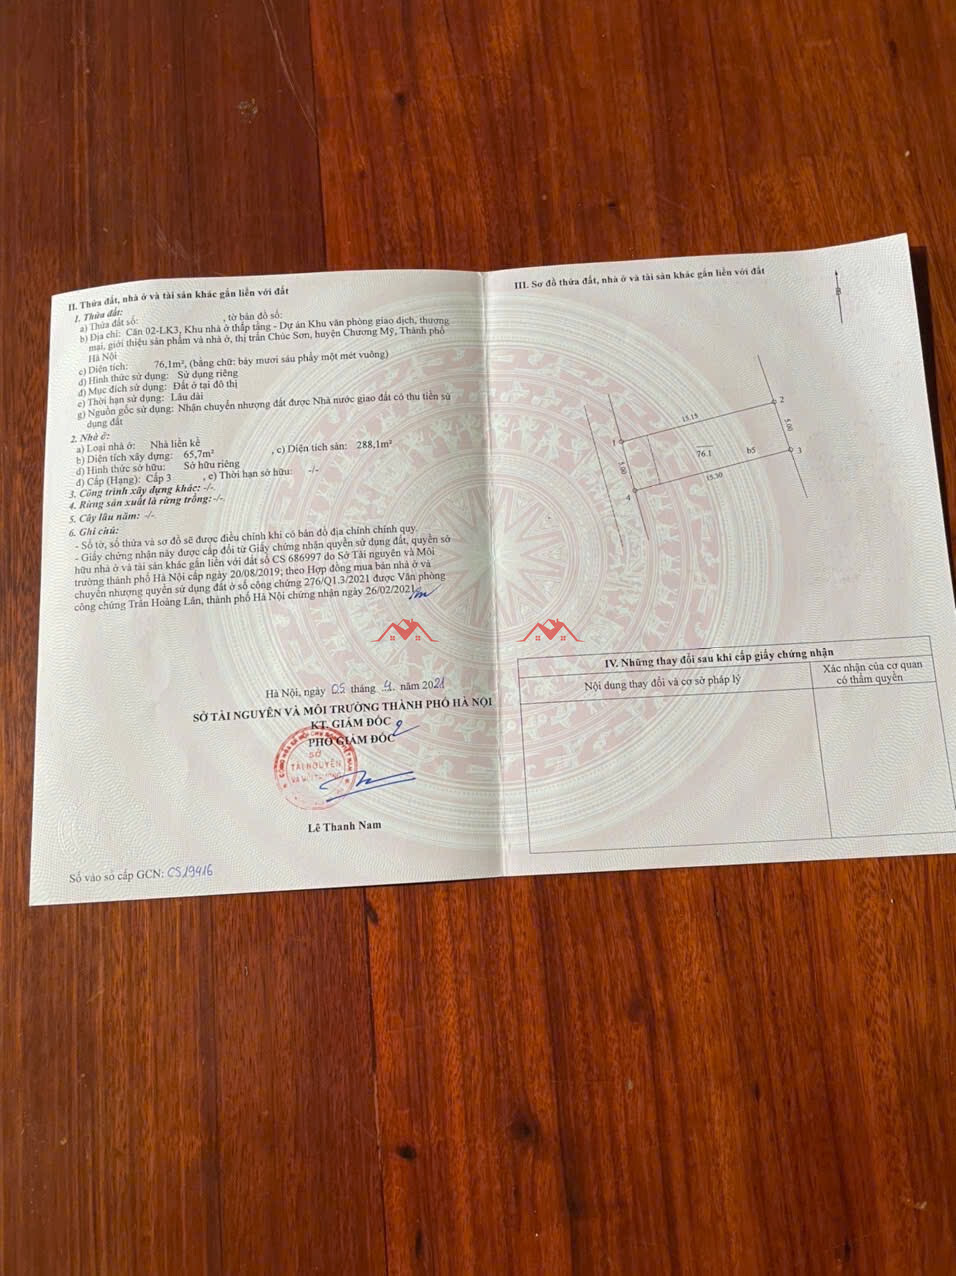 II. Thửa đất, nhà ở và tài sản khác gắn liền với đất
1. Thửa đất:
a) Thửa đất số: , tờ bản đồ số:
b) Địa chỉ: Căn 02-LK3, Khu nhà ở thấp tầng - Dự án Khu văn phòng giao dịch, thương
mại, giới thiệu sản phẩm và nhà ở, thị trấn Chúc Sơn, huyện Chương Mỹ, Thành phố
Hà Nội
c) Diện tích: 76,1m², (bằng chữ: bảy mươi sáu phẩy một mét vuông)
d) Hình thức sử dụng: Sử dụng riêng
đ) Mục đích sử dụng: Đất ở tại đô thị
e) Thời hạn sử dụng: Lâu dài
g) Nguồn gốc sử dụng: Nhận chuyển nhượng đất được Nhà nước giao đất có thu tiền sử
dụng đất
2. Nhà ở:
a) Loại nhà ở: Nhà liền kề
b) Diện tích xây dựng: 65,7m² , c) Diện tích sàn: 288,1m²
d) Hình thức sở hữu: Sở hữu riêng
đ) Cấp (Hạng): Cấp 3 , e) Thời hạn sở hữu: -/-
3. Công trình xây dựng khác: -/-.
4. Rừng sản xuất là rừng trồng: -/-.
5. Cây lâu năm: -/-.
6. Ghi chú:
- Số tờ, số thửa và sơ đồ sẽ được điều chỉnh khi có bản đồ địa chính chính quy.
- Giấy chứng nhận này được cấp đổi từ Giấy chứng nhận quyền sử dụng đất, quyền sở
hữu nhà ở và tài sản khác gắn liền với đất số CS 686997 do Sở Tài nguyên và Môi
trường thành phố Hà Nội cấp ngày 20/08/2019; theo Hợp đồng mua bán nhà ở và
chuyển nhượng quyền sử dụng đất ở số công chứng 276/Q1.3/2021 được Văn phòng
công chứng Trần Hoàng Lân, thành phố Hà Nội chứng nhận ngày 26/02/2021.
Hà Nội, ngày 05 tháng 4 năm 2021
SỞ TÀI NGUYÊN VÀ MÔI TRƯỜNG THÀNH PHỐ HÀ NỘI
KT. GIÁM ĐỐC
PHÓ GIÁM ĐỐC
SỞ
TÀI NGUYÊN
VÀ MÔI TRƯỜNG
Lê Thanh Nam
Số vào sổ cấp GCN: CS19416
III. Sơ đồ thửa đất, nhà ở và tài sản khác gắn liền với đất
B
2
15.15
5.00
1
76.1
b5
3
5.00
15.30
4
IV. Những thay đổi sau khi cấp giấy chứng nhận
Nội dung thay đổi và cơ sở pháp lý
Xác nhận của cơ quan
có thẩm quyền